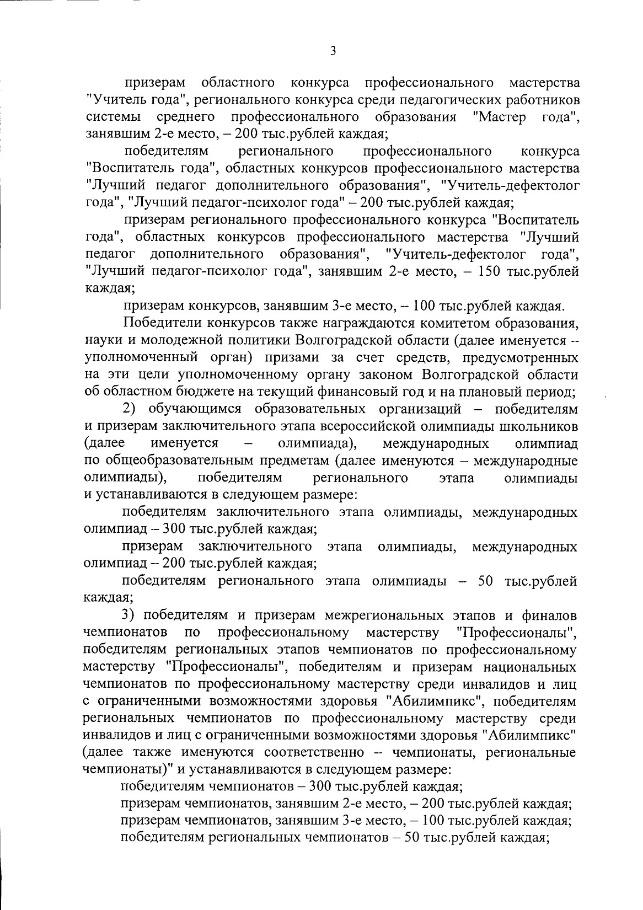 3
призерам областного конкурса профессионального мастерства
"Учитель года", регионального конкурса среди педагогических работников
системы среднего профессионального образования "Мастер года",
занявшим 2-е место, – 200 тыс.рублей каждая;
победителям регионального профессионального конкурса
"Воспитатель года", областных конкурсов профессионального мастерства
"Лучший педагог дополнительного образования", "Учитель-дефектолог
года", "Лучший педагог-психолог года" – 200 тыс.рублей каждая;
призерам регионального профессионального конкурса "Воспитатель
года", областных конкурсов профессионального мастерства "Лучший
педагог дополнительного образования", "Учитель-дефектолог года",
"Лучший педагог-психолог года", занявшим 2-е место, – 150 тыс.рублей
каждая;
призерам конкурсов, занявшим 3-е место, – 100 тыс.рублей каждая.
Победители конкурсов также награждаются комитетом образования,
науки и молодежной политики Волгоградской области (далее именуется –
уполномоченный орган) призами за счет средств, предусмотренных
на эти цели уполномоченному органу законом Волгоградской области
об областном бюджете на текущий финансовый год и на плановый период;
2) обучающимся образовательных организаций – победителям
и призерам заключительного этапа всероссийской олимпиады школьников
(далее именуется – олимпиада), международных олимпиад
по общеобразовательным предметам (далее именуются – международные
олимпиады), победителям регионального этапа олимпиады
и устанавливаются в следующем размере:
победителям заключительного этапа олимпиады, международных
олимпиад – 300 тыс.рублей каждая;
призерам заключительного этапа олимпиады, международных
олимпиад – 200 тыс.рублей каждая;
победителям регионального этапа олимпиады – 50 тыс.рублей
каждая;
3) победителям и призерам межрегиональных этапов и финалов
чемпионатов по профессиональному мастерству "Профессионалы",
победителям региональных этапов чемпионатов по профессиональному
мастерству "Профессионалы", победителям и призерам национальных
чемпионатов по профессиональному мастерству среди инвалидов и лиц
с ограниченными возможностями здоровья "Абилимпикс", победителям
региональных чемпионатов по профессиональному мастерству среди
инвалидов и лиц с ограниченными возможностями здоровья "Абилимпикс"
(далее также именуются соответственно – чемпионаты, региональные
чемпионаты)" и устанавливаются в следующем размере:
победителям чемпионатов – 300 тыс.рублей каждая;
призерам чемпионатов, занявшим 2-е место, – 200 тыс.рублей каждая;
призерам чемпионатов, занявшим 3-е место, – 100 тыс.рублей каждая;
победителям региональных чемпионатов – 50 тыс.рублей каждая;